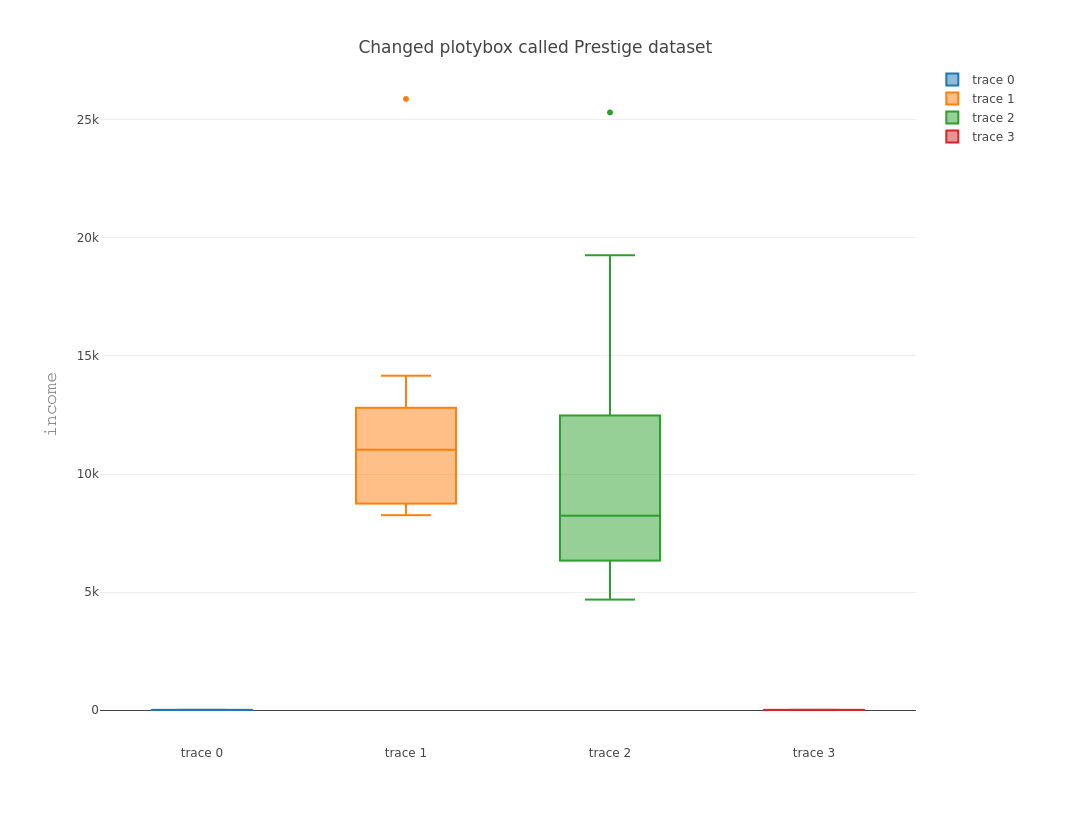 Changed plotybox called Prestige dataset
trace 0
trace 1
trace 2
trace 3
25k
20k
15k
10k
5k
0
income
trace 0
trace 1
trace 2
trace 3